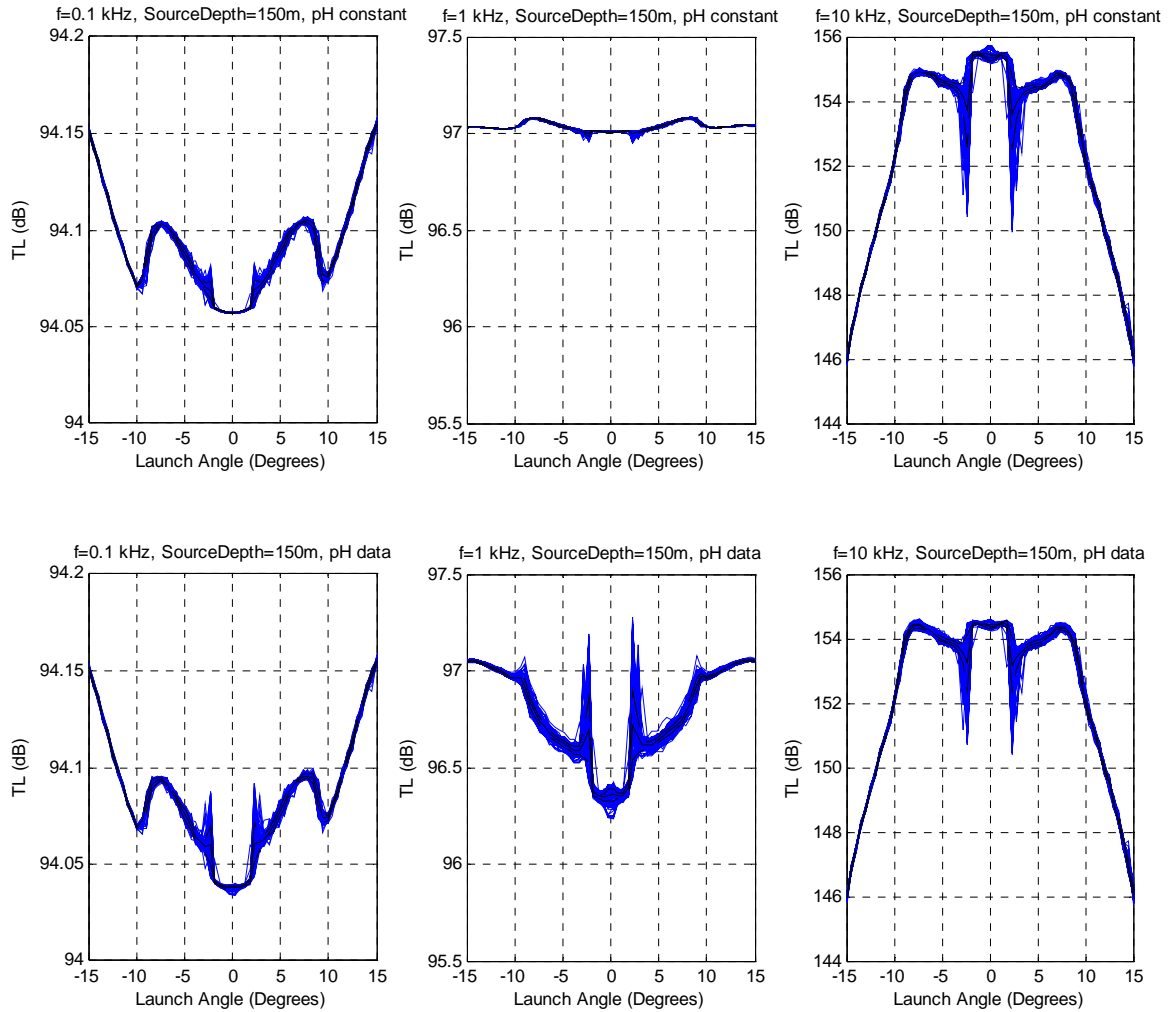 f=0.1 kHz, SourceDepth=150m, pH constant
94.2
94.15
94.1
94.05
94
TL (dB)
-15 -10 -5 0 5 10 15
Launch Angle (Degrees)
f=1 kHz, SourceDepth=150m, pH constant
97.5
97
96.5
96
95.5
TL (dB)
-15 -10 -5 0 5 10 15
Launch Angle (Degrees)
f=10 kHz, SourceDepth=150m, pH constant
156
154
152
150
148
146
144
TL (dB)
-15 -10 -5 0 5 10 15
Launch Angle (Degrees)
f=0.1 kHz, SourceDepth=150m, pH data
94.2
94.15
94.1
94.05
94
TL (dB)
-15 -10 -5 0 5 10 15
Launch Angle (Degrees)
f=1 kHz, SourceDepth=150m, pH data
97.5
97
96.5
96
95.5
TL (dB)
-15 -10 -5 0 5 10 15
Launch Angle (Degrees)
f=10 kHz, SourceDepth=150m, pH data
156
154
152
150
148
146
144
TL (dB)
-15 -10 -5 0 5 10 15
Launch Angle (Degrees)